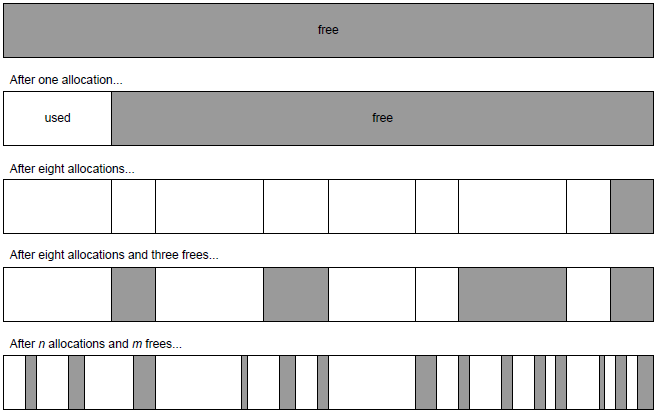 free
After one allocation...
used free
After eight allocations...
After eight allocations and three frees...
After n allocations and m frees...